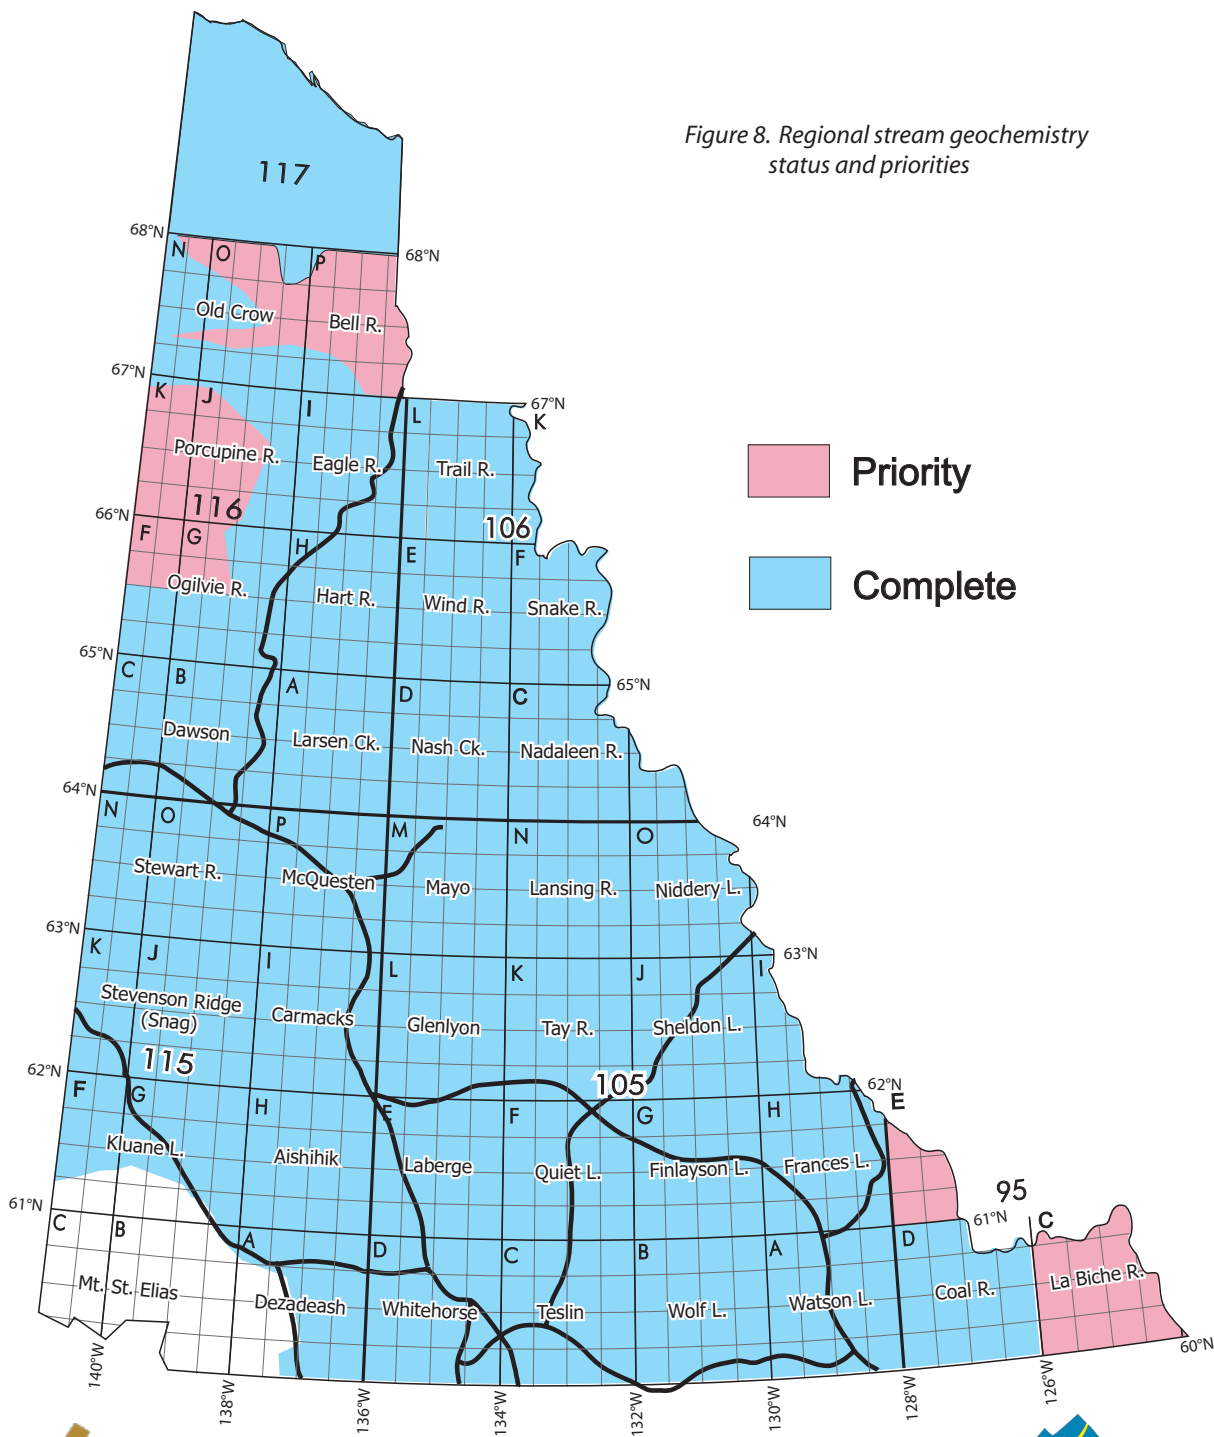 Figure 8. Regional stream geochemistry
status and priorities
117
68°N
68°N
N
O
P
Old Crow
Bell R.
67°N
67°N
K
J
I
L
K
Porcupine R.
Eagle R.
Trail R.
Priority
116
66°N
106
F
G
H
E
F
Ogilvie R.
Hart R.
Wind R.
Snake R.
Complete
65°N
65°N
C
B
A
D
C
Dawson
Larsen Ck.
Nash Ck.
Nadaleen R.
64°N
64°N
N
O
P
M
N
O
Stewart R.
McQuesten
Mayo
Lansing R.
Niddery L.
63°N
63°N
K
J
I
L
K
J
I
Stevenson Ridge
(Snag)
Carmacks
Glenlyon
Tay R.
Sheldon L.
115
105
62°N
62°N
F
G
H
E
F
G
H
E
Kluane L.
Aishihik
Laberge
Quiet L.
Finlayson L.
Frances L.
95
61°N
61°N
C
B
A
D
C
B
A
D
C
Mt. St. Elias
Dezadeash
Whitehorse
Teslin
Wolf L.
Watson L.
Coal R.
La Biche R.
60°N
140°W
138°W
136°W
134°W
132°W
130°W
128°W
126°W